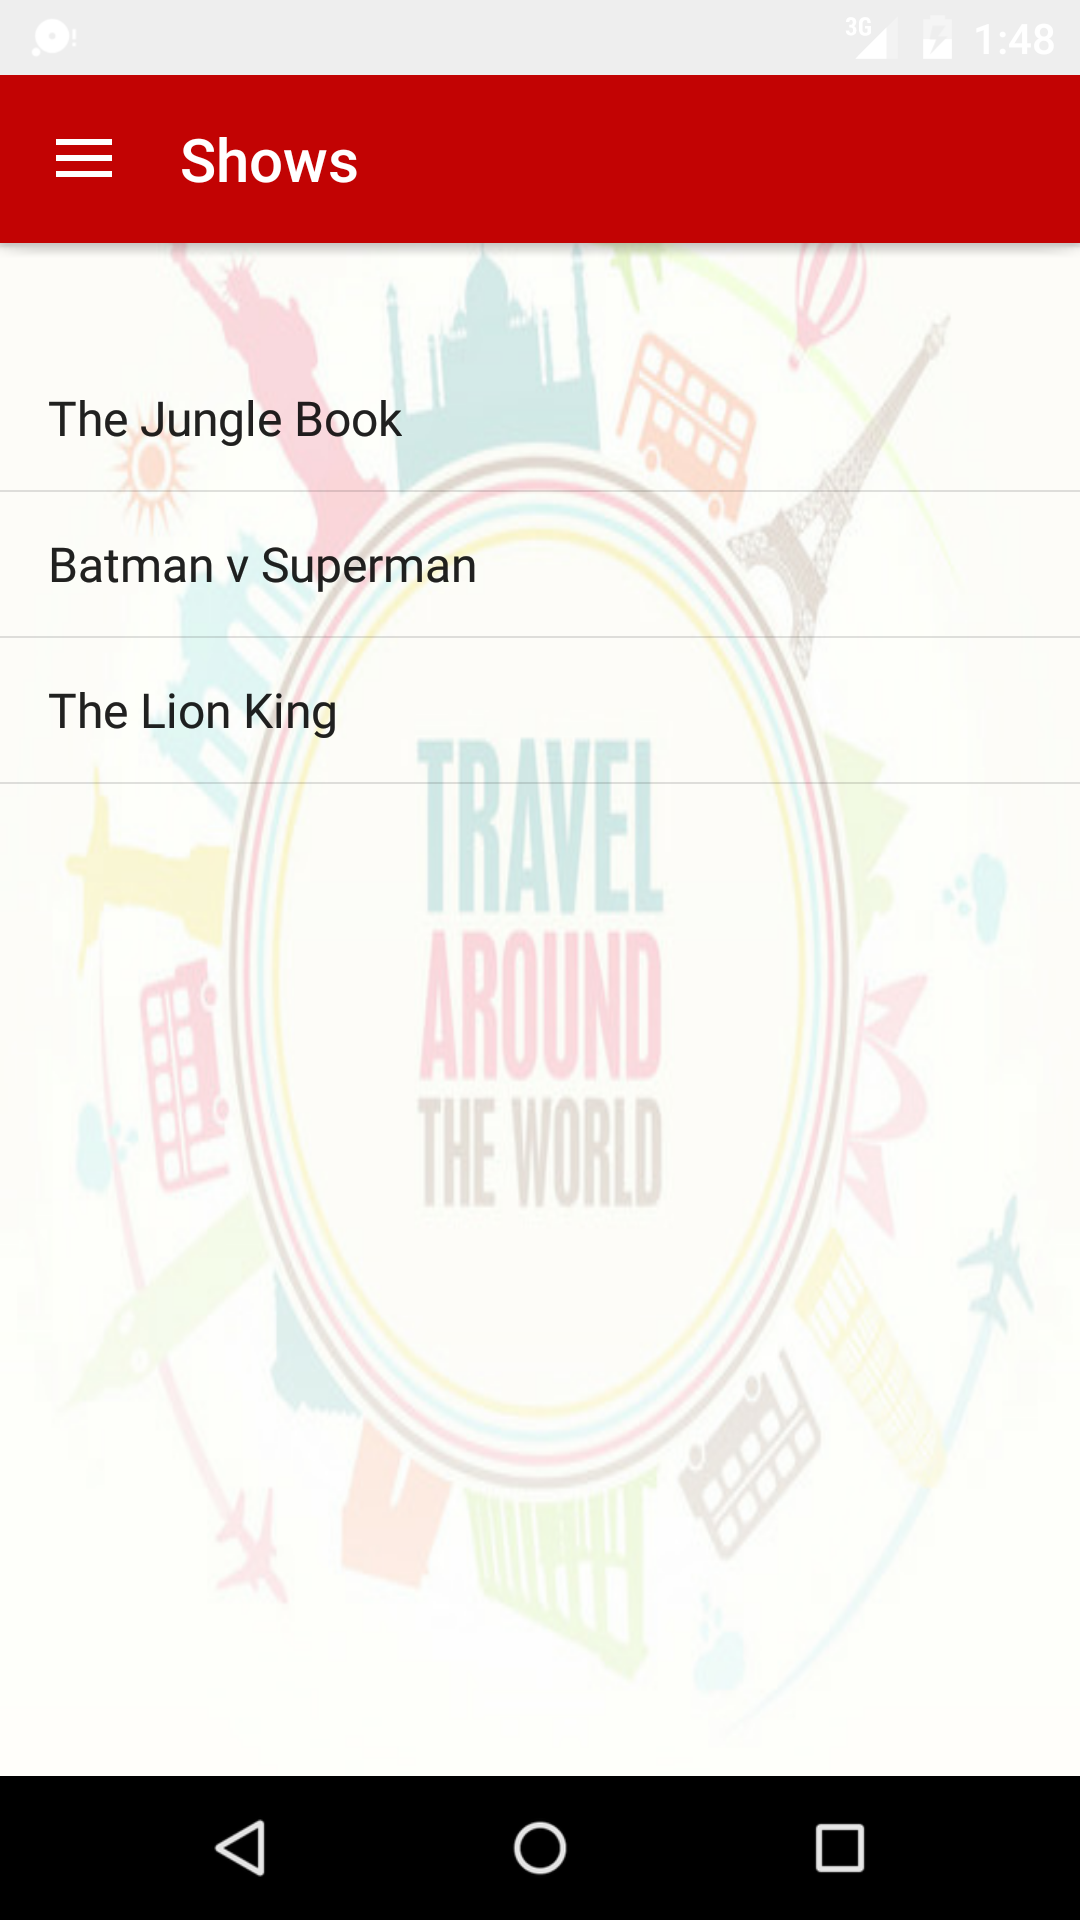 3G 1:48
Shows
The Jungle Book
Batman v Superman
The Lion King
TRAVEL
AROUND
THE WORLD